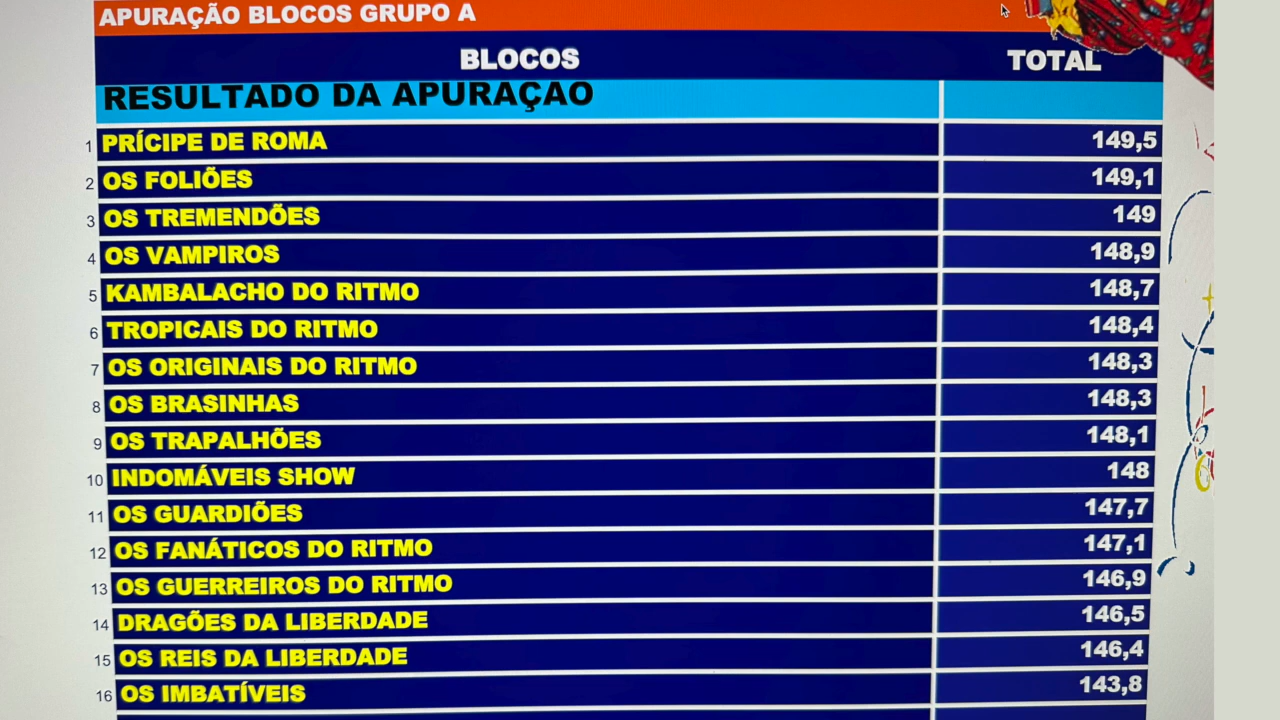 APURAÇÃO BLOCOS GRUPO A
BLOCOS TOTAL
RESULTADO DA APURAÇÃO
1 PRÍCIPE DE ROMA 149,5
2 OS FOLIÕES 149,1
3 OS TREMENDÕES 149
4 OS VAMPIROS 148,9
5 KAMBALACHO DO RITMO 148,7
6 TROPICAIS DO RITMO 148,4
7 OS ORIGINAIS DO RITMO 148,3
8 OS BRASINHAS 148,3
9 OS TRAPALHÕES 148,1
10 INDOMÁVEIS SHOW 148
11 OS GUARDIÕES 147,7
12 OS FANÁTICOS DO RITMO 147,1
13 OS GUERREIROS DO RITMO 146,9
14 DRAGÕES DA LIBERDADE 146,5
15 OS REIS DA LIBERDADE 146,4
16 OS IMBATÍVEIS 143,8